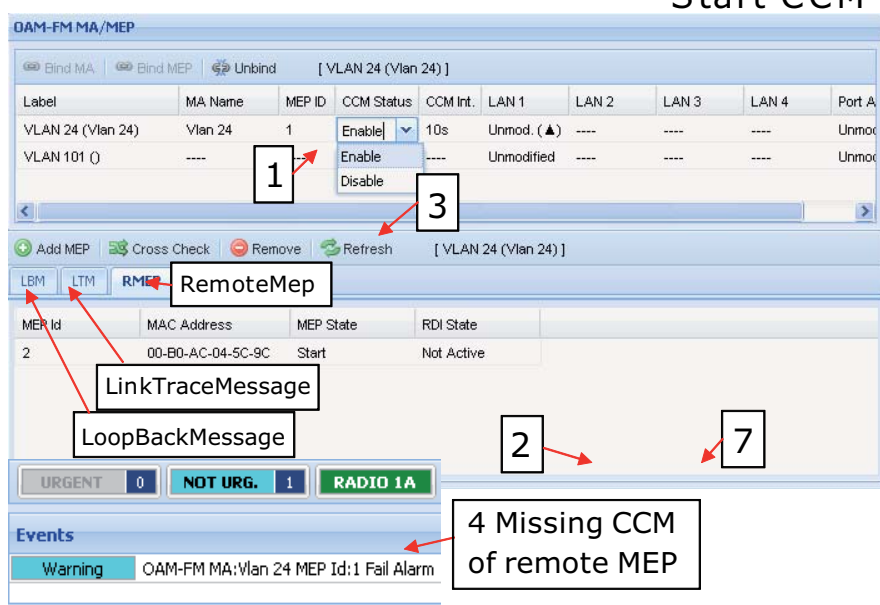 Start CCM
OAM-FM MA/MEP
Bind MA Bind MEP Unbind [ VLAN 24 (Vlan 24) ]
Label MA Name MEP ID CCM Status CCM Int. LAN 1 LAN 2 LAN 3 LAN 4 Port A
VLAN 24 (Vlan 24) Vlan 24 1 Enable 10s Unmod. (▲) ---- ---- ---- Unmod
VLAN 101 () ---- ---- Enable ---- Unmodified ---- ---- ---- Unmod
1
Disable
3
Add MEP Cross Check Remove Refresh [ VLAN 24 (Vlan 24) ]
LBM LTM RMEP RemoteMep
MEP Id MAC Address MEP State RDI State
2 00-B0-AC-04-5C-9C Start Not Active
LinkTraceMessage
LoopBackMessage
2 7
URGENT 0 NOT URG. 1 RADIO 1A
4 Missing CCM
of remote MEP
Events
Warning OAM-FM MA:Vlan 24 MEP Id:1 Fail Alarm